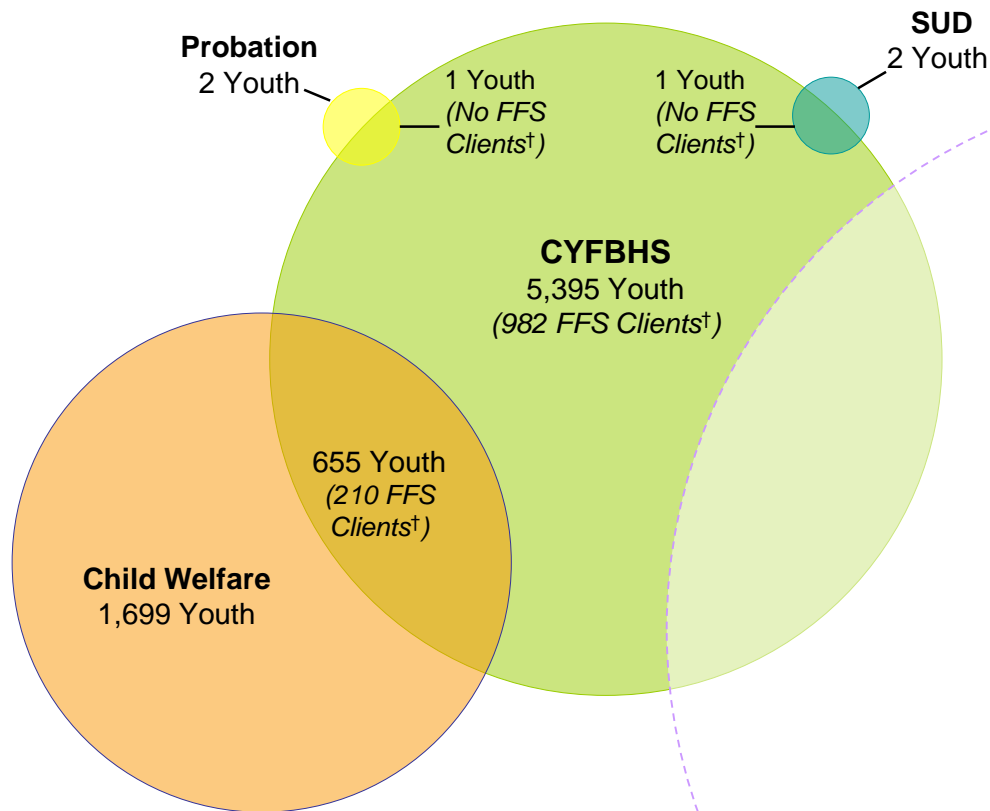 Probation
2 Youth
1 Youth
(No FFS
Clients†)
1 Youth
(No FFS
Clients†)
SUD
2 Youth
CYFBHS
5,395 Youth
(982 FFS Clients†)
655 Youth
(210 FFS
Clients†)
Child Welfare
1,699 Youth